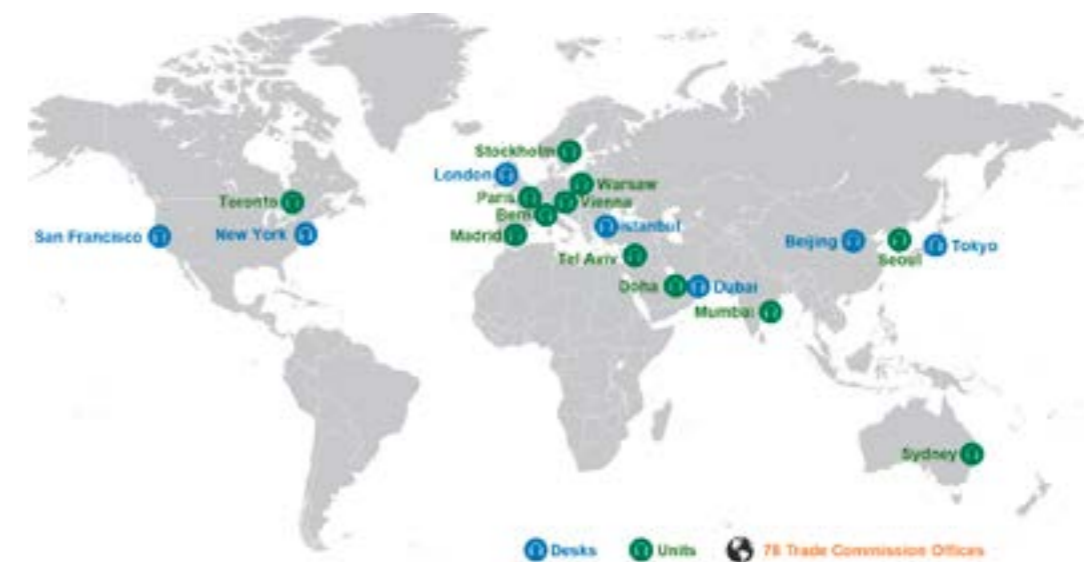 Stockholm
London
Warsaw
Paris
Vienna
Toronto
Bern
San Francisco
New York
Madrid
Istanbul
Beijing
Seoul
Tokyo
Tel Aviv
Doha
Dubai
Mumbai
Sydney
Desks
Units
78 Trade Commission Offices